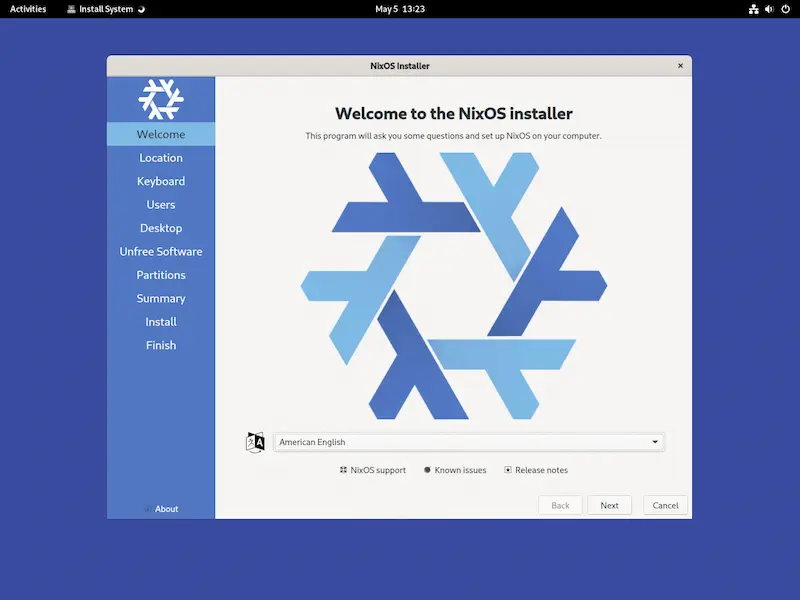 Activities Install System May 5 13:23
NixOS Installer
Welcome to the NixOS installer
This program will ask you some questions and set up NixOS on your computer.
Welcome
Location
Keyboard
Users
Desktop
Unfree Software
Partitions
Summary
Install
Finish
American English
NixOS support Known issues Release notes
About
Back Next Cancel